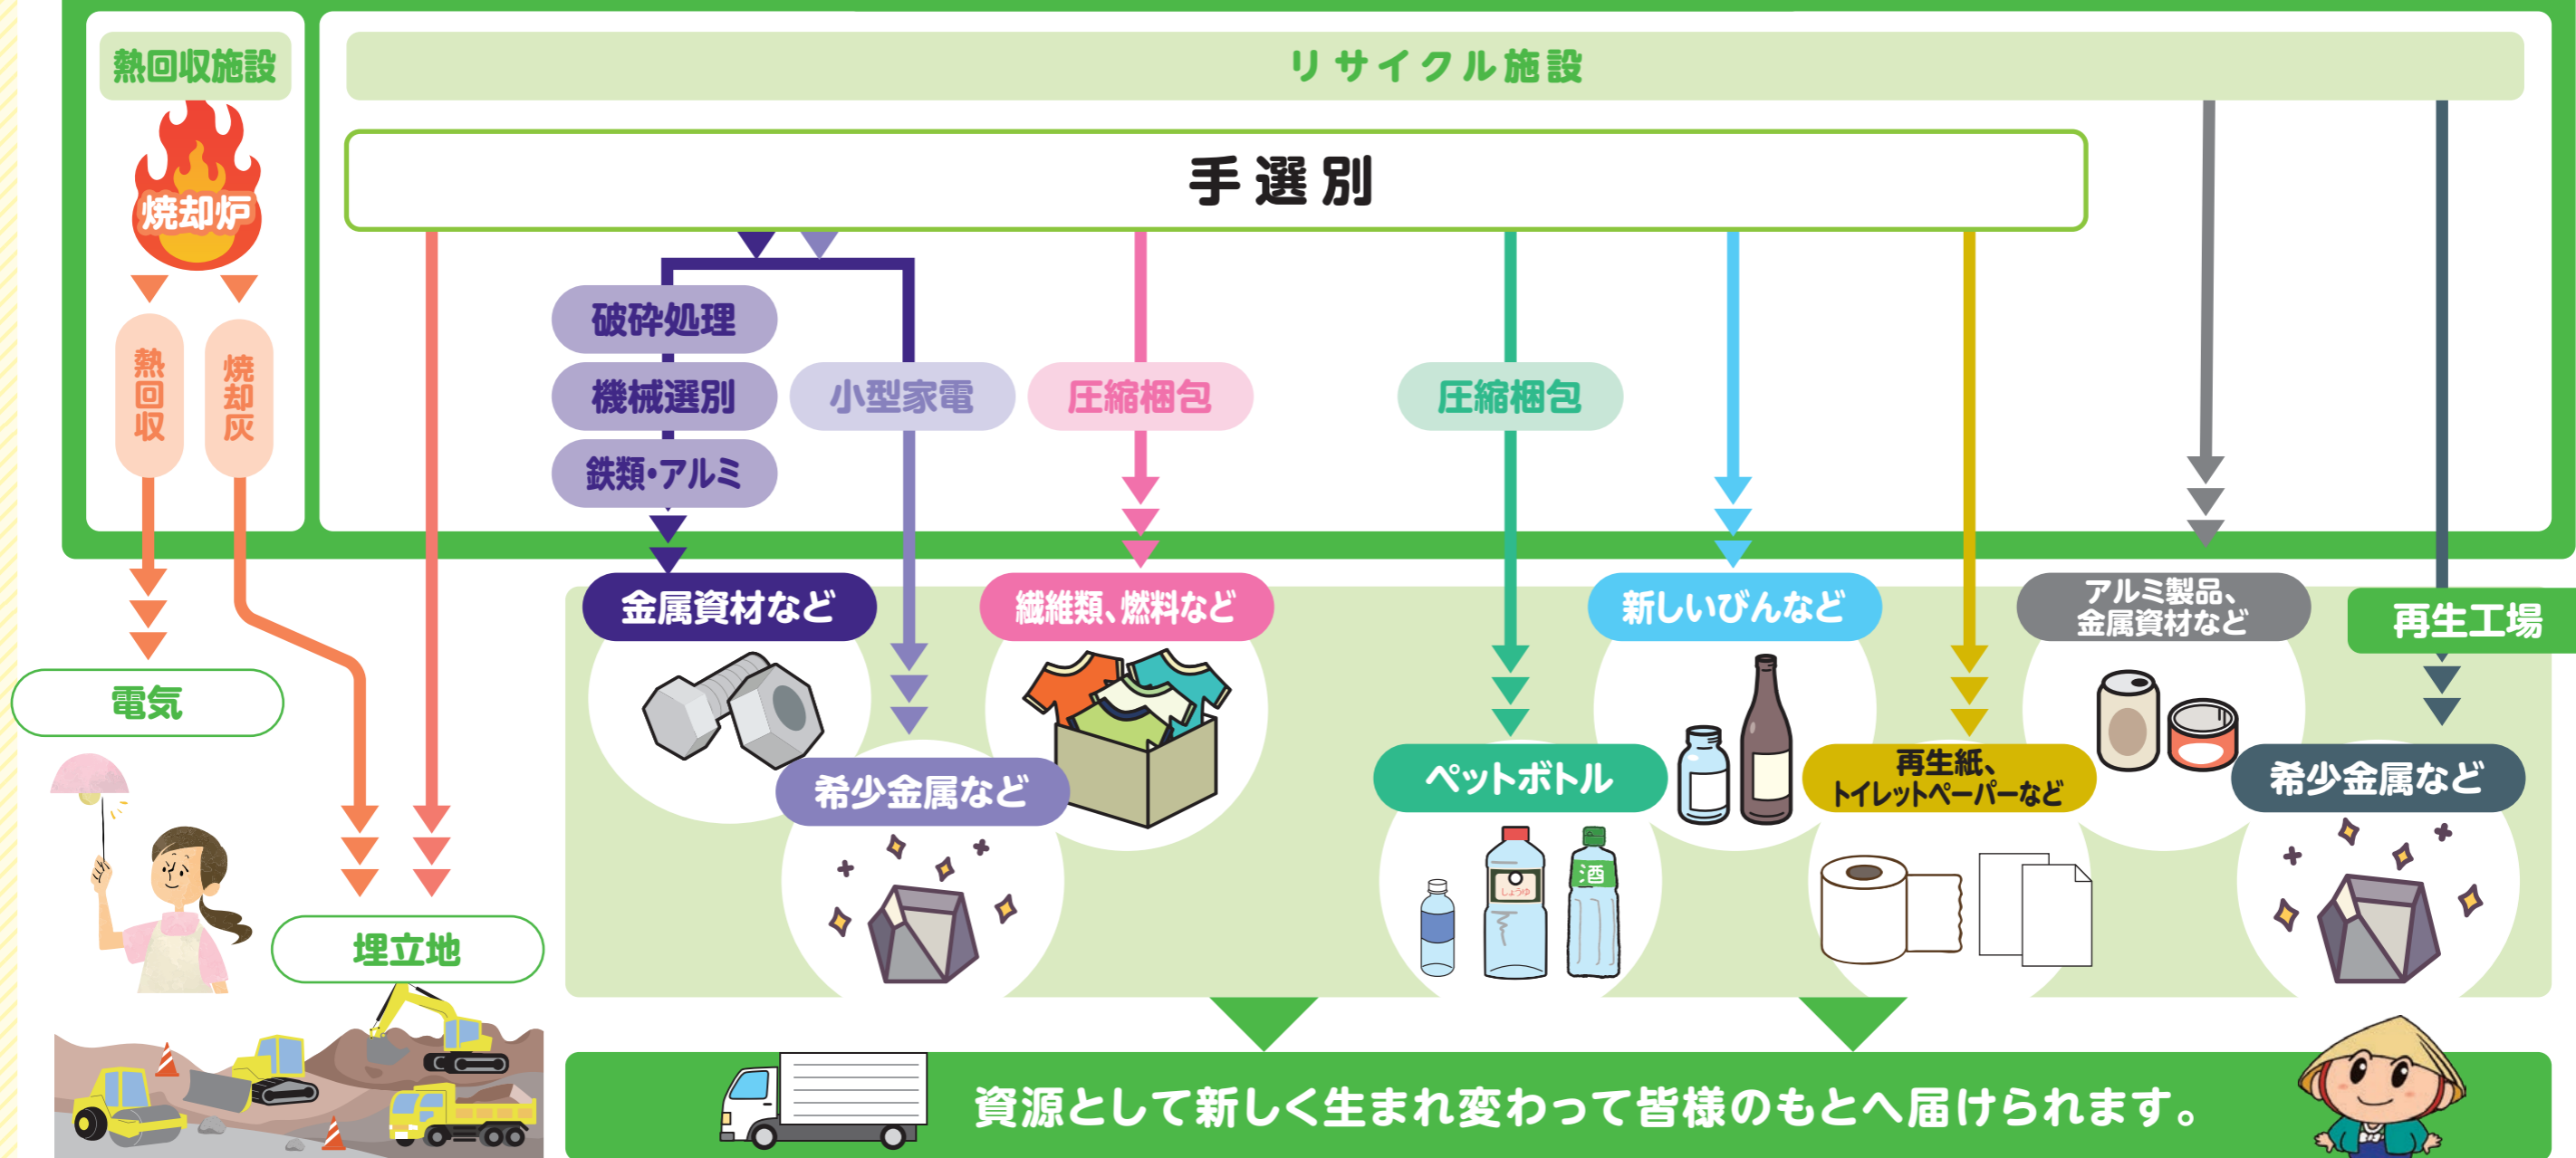 熱回収施設
リサイクル施設
手選別
焼却炉
熱回収
焼却灰
破砕処理
機械選別
鉄類・アルミ
小型家電
圧縮梱包
圧縮梱包
金属資材など
繊維類、燃料など
新しいびんなど
アルミ製品、
金属資材など
再生工場
電気
希少金属など
ペットボトル
再生紙、
トイレットペーパーなど
希少金属など
しょうゆ
酒
埋立地
資源として新しく生まれ変わって皆様のもとへ届けられます。